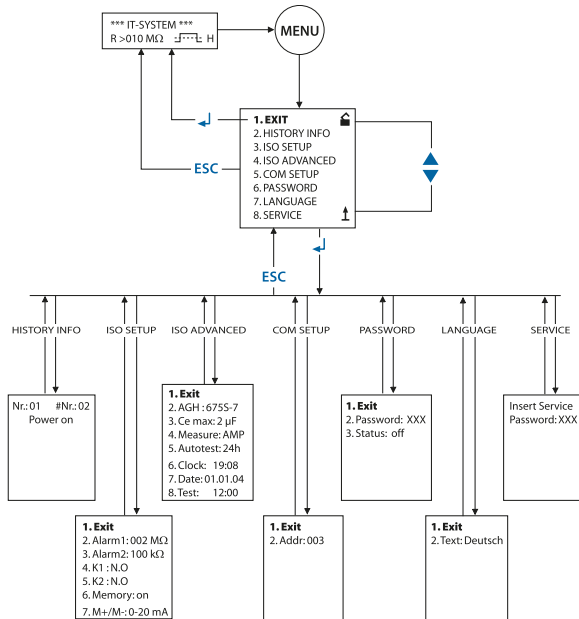 *** IT-SYSTEM ***
R >010 MΩ H
MENU
1. EXIT
2. HISTORY INFO
3. ISO SETUP
4. ISO ADVANCED
5. COM SETUP
6. PASSWORD
7. LANGUAGE
8. SERVICE
ESC
ESC
HISTORY INFO
ISO SETUP
ISO ADVANCED
COM SETUP
PASSWORD
LANGUAGE
SERVICE
Nr.: 01 #Nr.: 02
Power on
1. Exit
2. AGH : 675S-7
3. Ce max: 2 µF
4. Measure: AMP
5. Autotest: 24h
6. Clock: 19:08
7. Date: 01.01.04
8. Test: 12:00
1. Exit
2. Password: XXX
3. Status: off
Insert Service
Password: XXX
1. Exit
2. Alarm1: 002 MΩ
3. Alarm2: 100 kΩ
4. K1 : N.O
5. K2 : N.O
6. Memory: on
7. M+/M-: 0-20 mA
1. Exit
2. Addr: 003
1. Exit
2. Text: Deutsch